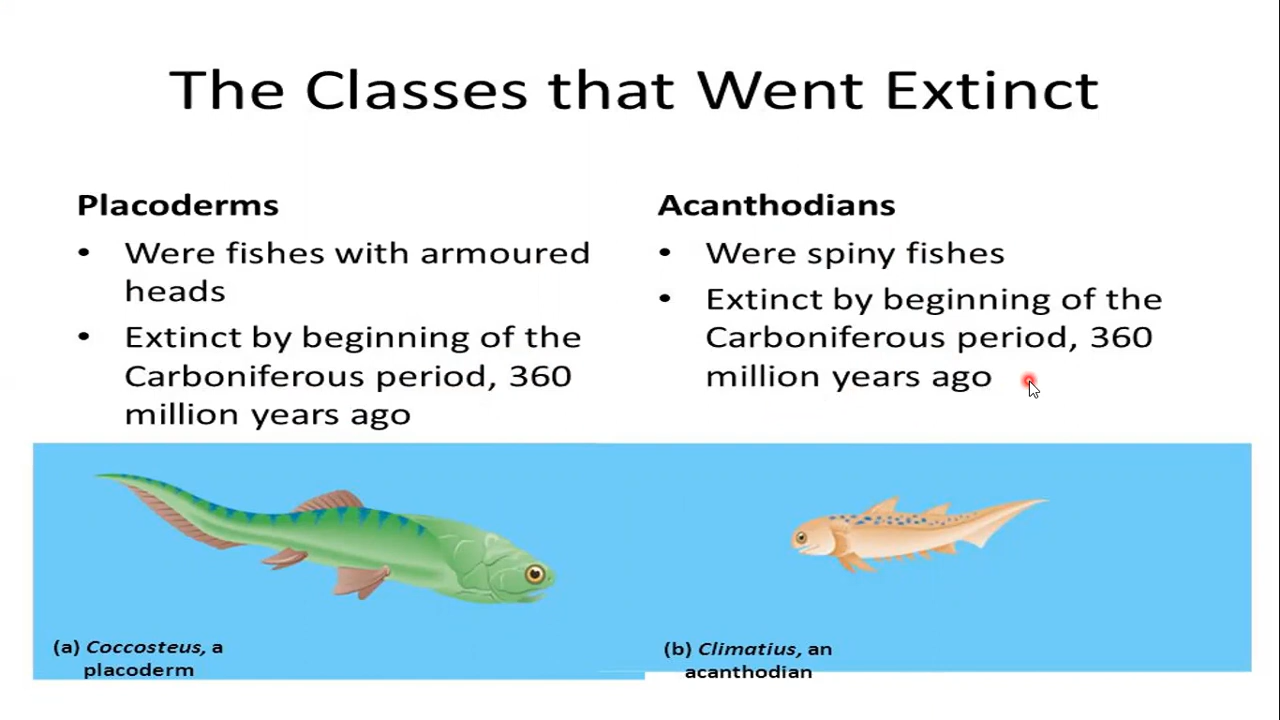 The Classes that Went Extinct
Placoderms
• Were fishes with armoured
heads
• Extinct by beginning of the
Carboniferous period, 360
million years ago
Acanthodians
• Were spiny fishes
• Extinct by beginning of the
Carboniferous period, 360
million years ago
(a) Coccosteus, a
placoderm
(b) Climatius, an
acanthodian